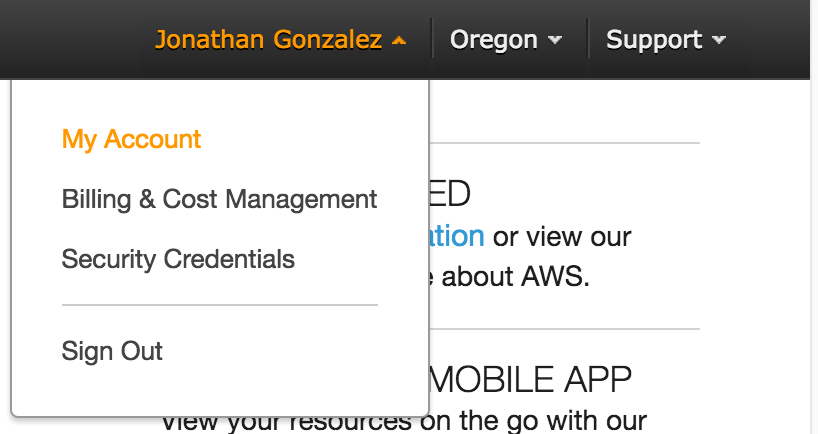 Jonathan Gonzalez Oregon Support
My Account
Billing & Cost Management
Security Credentials
Sign Out
ED
ation or view our
about AWS.
MOBILE APP
view your resources on the go with our